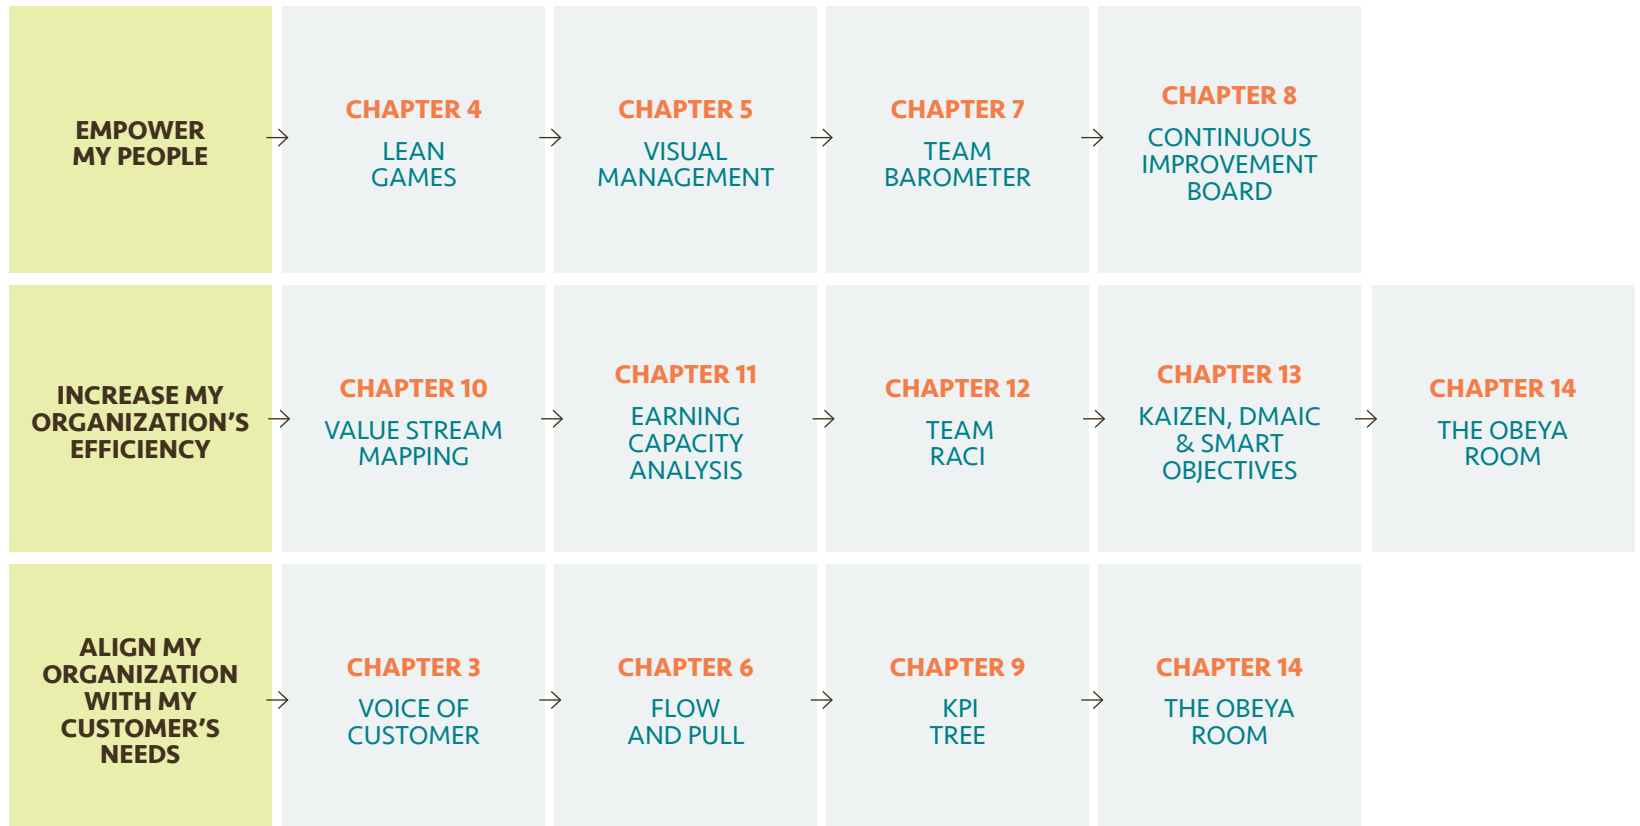 EMPOWER
MY PEOPLE
CHAPTER 4
LEAN
GAMES
CHAPTER 5
VISUAL
MANAGEMENT
CHAPTER 7
TEAM
BAROMETER
CHAPTER 8
CONTINUOUS
IMPROVEMENT
BOARD
INCREASE MY
ORGANIZATION’S
EFFICIENCY
CHAPTER 10
VALUE STREAM
MAPPING
CHAPTER 11
EARNING
CAPACITY
ANALYSIS
CHAPTER 12
TEAM
RACI
CHAPTER 13
KAIZEN, DMAIC
& SMART
OBJECTIVES
CHAPTER 14
THE OBEYA
ROOM
ALIGN MY
ORGANIZATION
WITH MY
CUSTOMER’S
NEEDS
CHAPTER 3
VOICE OF
CUSTOMER
CHAPTER 6
FLOW
AND PULL
CHAPTER 9
KPI
TREE
CHAPTER 14
THE OBEYA
ROOM